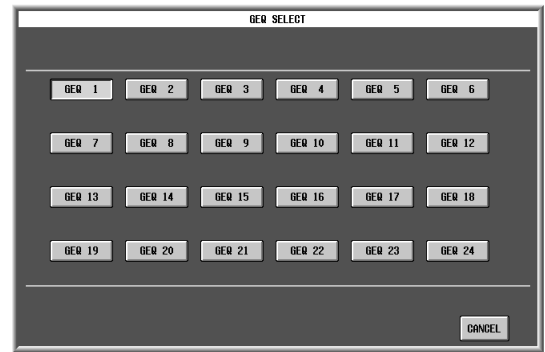 GEQ SELECT
GEQ 1 GEQ 2 GEQ 3 GEQ 4 GEQ 5 GEQ 6
GEQ 7 GEQ 8 GEQ 9 GEQ 10 GEQ 11 GEQ 12
GEQ 13 GEQ 14 GEQ 15 GEQ 16 GEQ 17 GEQ 18
GEQ 19 GEQ 20 GEQ 21 GEQ 22 GEQ 23 GEQ 24
CANCEL